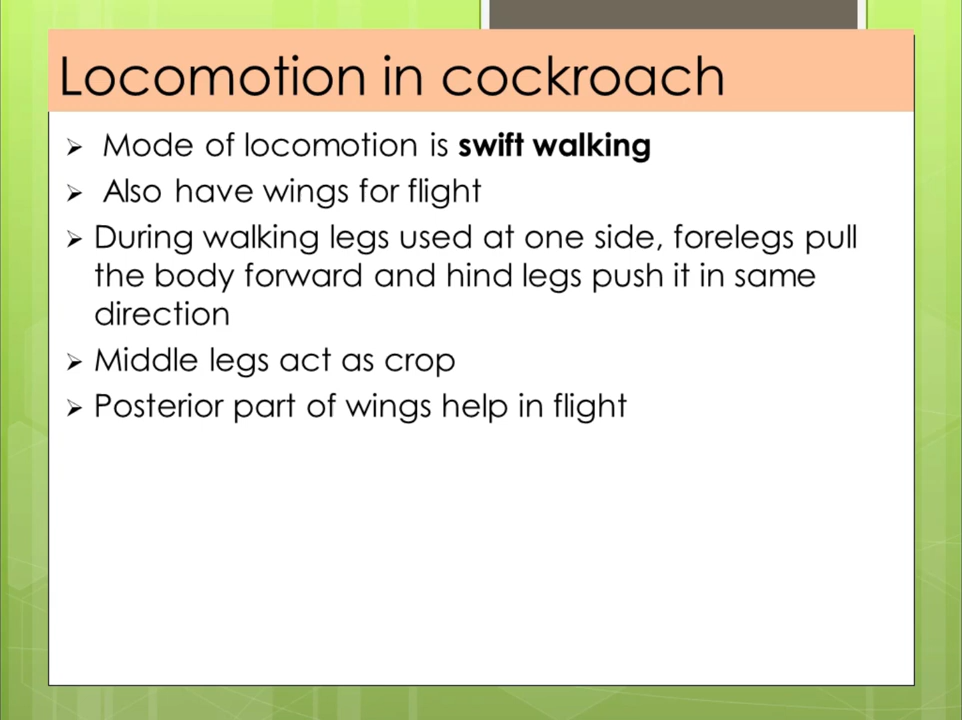 Locomotion in cockroach
➢ Mode of locomotion is swift walking
➢ Also have wings for flight
➢ During walking legs used at one side, forelegs pull
the body forward and hind legs push it in same
direction
➢ Middle legs act as crop
➢ Posterior part of wings help in flight